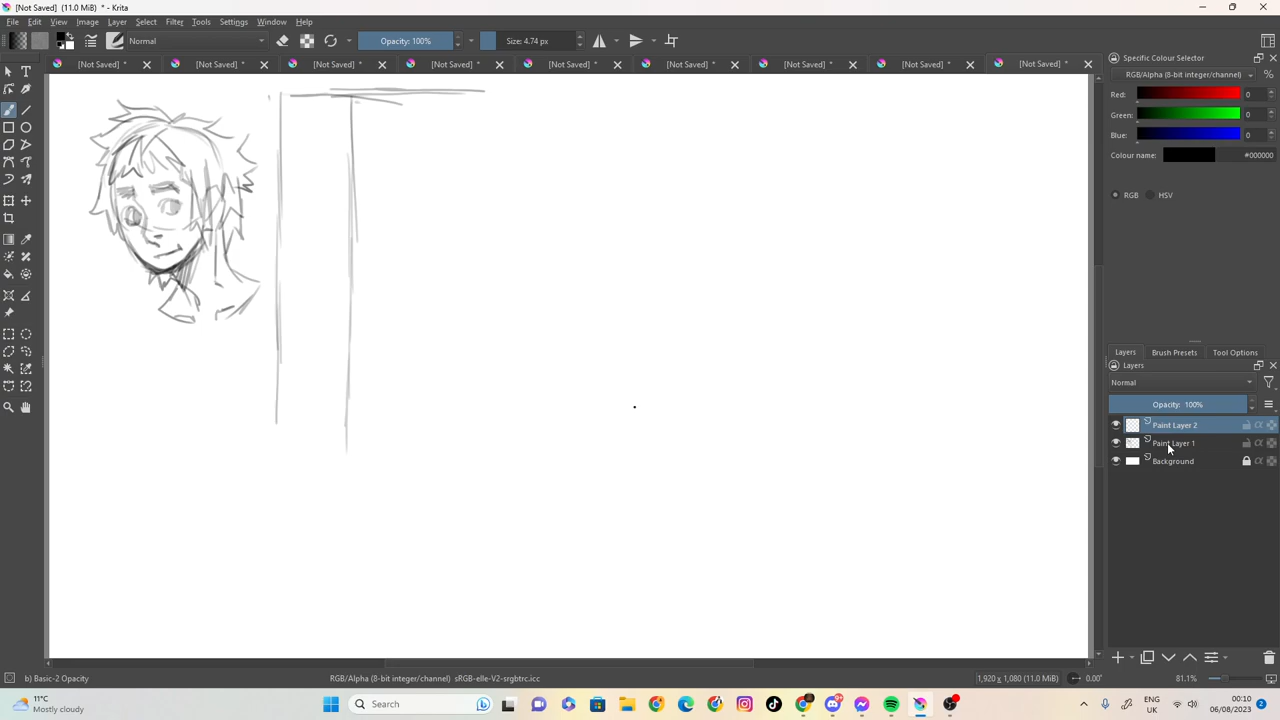 [Not Saved] (11.0 MiB) * - Krita
File Edit View Image Layer Select Filter Tools Settings Window Help
Normal Opacity: 100% Size: 4.74 px
[Not Saved] * [Not Saved] * [Not Saved] * [Not Saved] * [Not Saved] * [Not Saved] * [Not Saved] * [Not Saved] * [Not Saved] *
Specific Colour Selector
RGB/Alpha (8-bit integer/channel) %
Red: 0
Green: 0
Blue: 0
Colour name: #000000
RGB HSV
Layers Brush Presets Tool Options
Layers
Normal
Opacity: 100%
Paint Layer 2
Paint Layer 1
Background
b) Basic-2 Opacity RGB/Alpha (8-bit integer/channel) sRGB-elle-V2-srgbtrc.icc 1,920 x 1,080 (11.0 MiB) 0.00° 81.1%
11°C
Mostly cloudy
Search
ENG
UK
00:10
06/08/2023